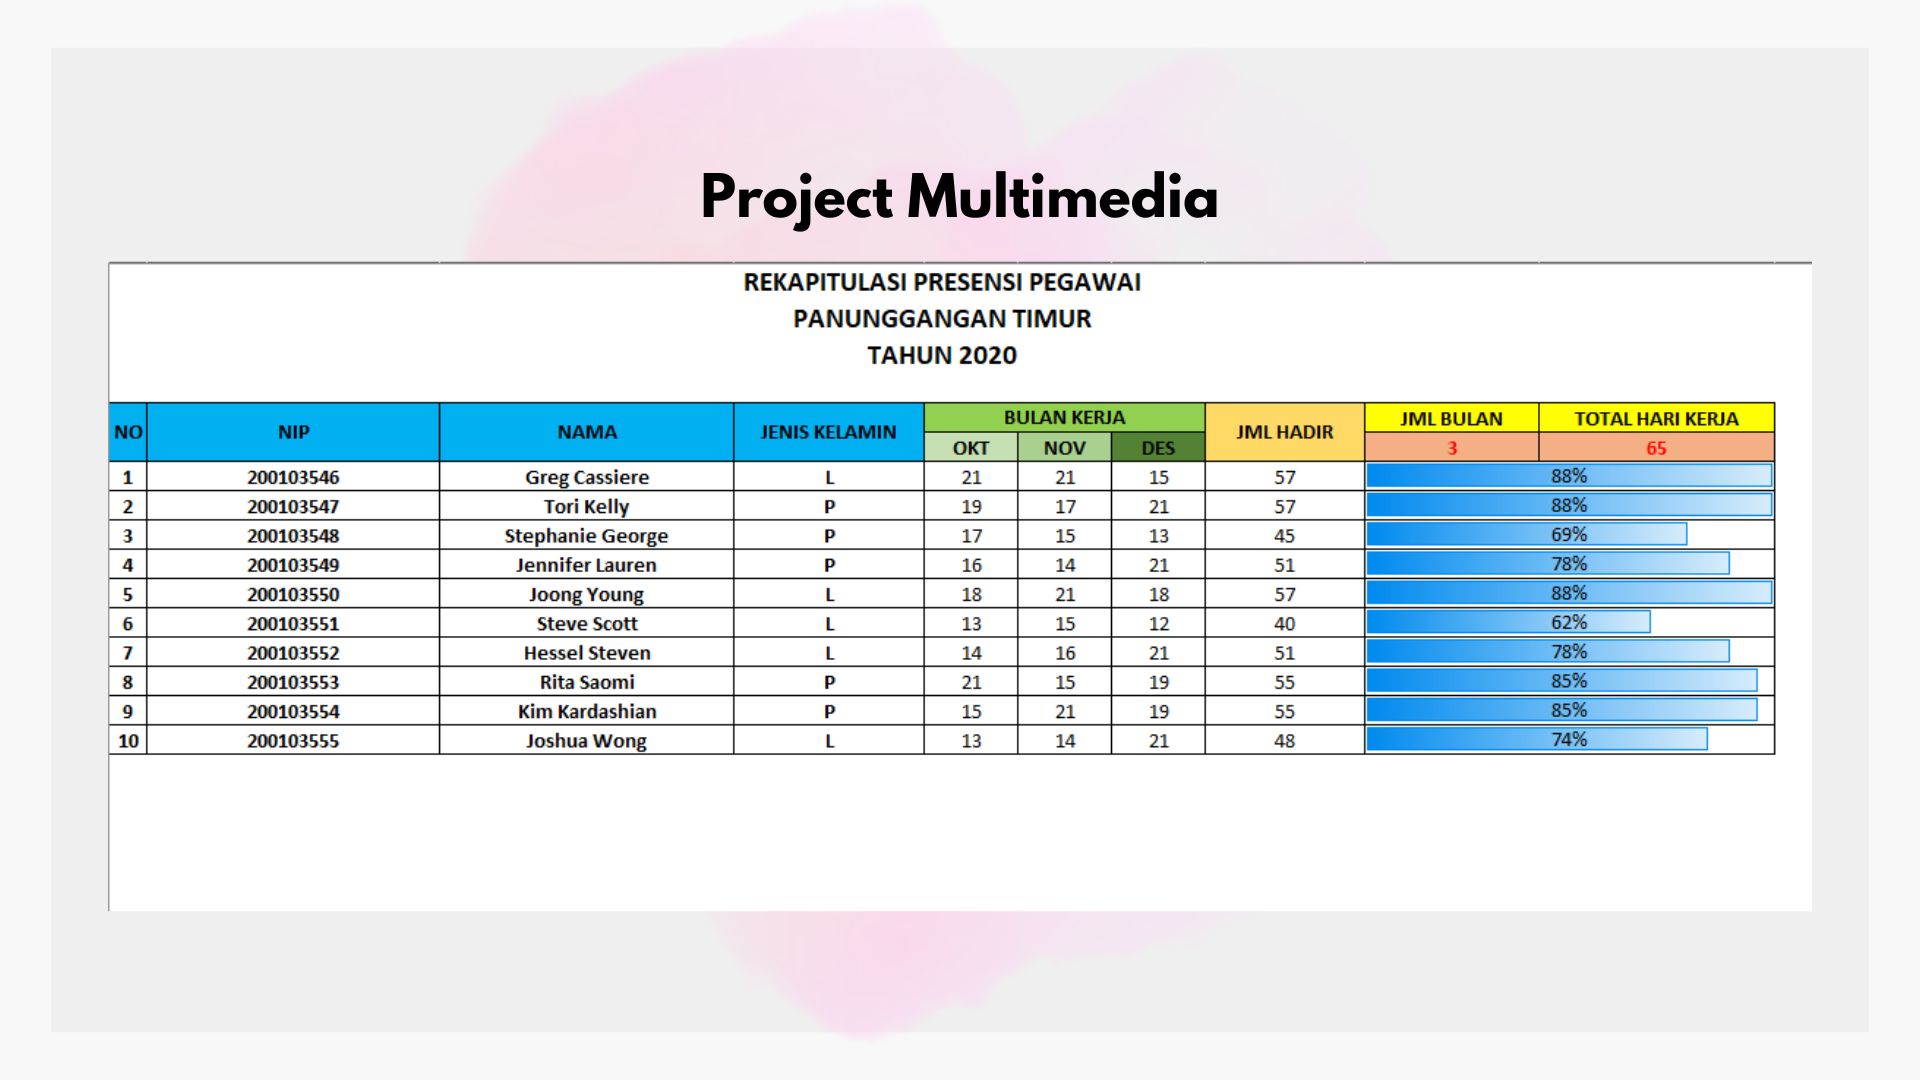 Project Multimedia
REKAPITULASI PRESENSI PEGAWAI
PANUNGGANGAN TIMUR
TAHUN 2020
NO NIP NAMA JENIS KELAMIN BULAN KERJA JML HADIR JML BULAN TOTAL HARI KERJA
OKT NOV DES 3 65
1 200103546 Greg Cassiere L 21 21 15 57 88%
2 200103547 Tori Kelly P 19 17 21 57 88%
3 200103548 Stephanie George P 17 15 13 45 69%
4 200103549 Jennifer Lauren P 16 14 21 51 78%
5 200103550 Joong Young L 18 21 18 57 88%
6 200103551 Steve Scott L 13 15 12 40 62%
7 200103552 Hessel Steven L 14 16 21 51 78%
8 200103553 Rita Saomi P 21 15 19 55 85%
9 200103554 Kim Kardashian P 15 21 19 55 85%
10 200103555 Joshua Wong L 13 14 21 48 74%